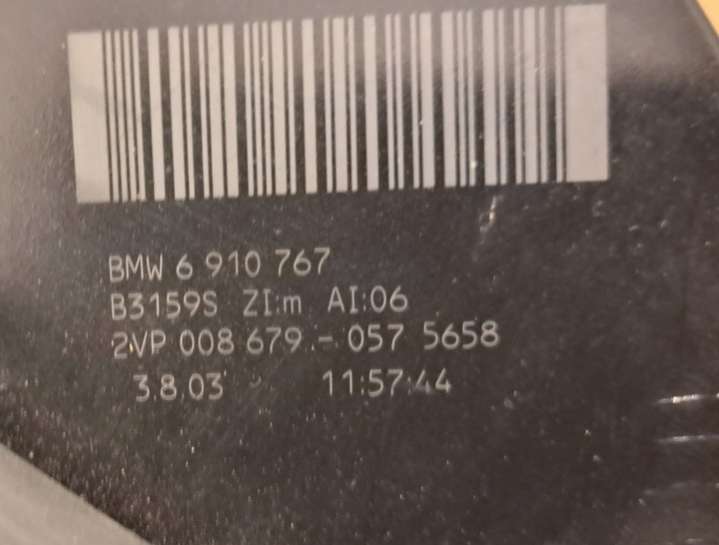 BMW 6 910 767
B3159S ZI:m AI:06
2VP 008 679 - 057 5658
3.8.03 11:57:44